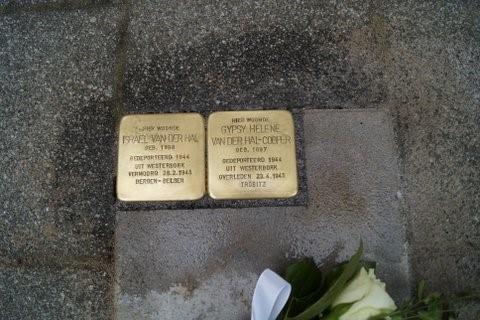 HIER WOONDE
ISRAEL VAN DER HAL
GEB. 1888
GEDEPORTEERD 1944
UIT WESTERBORK
VERMOORD 28.2.1945
BERGEN-BELSEN
HIER WOONDE
GYPSY HELENE
VAN DER HAL-COOPER
GEB. 1897
GEDEPORTEERD 1944
UIT WESTERBORK
OVERLEDEN 23.4.1945
TRÖBITZ